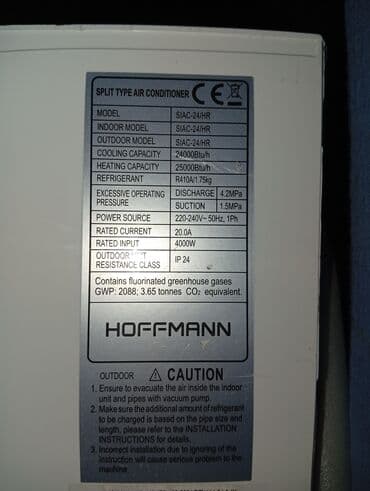 SPLIT TYPE AIR CONDITIONER CE
MODEL SIAC-24/HR
INDOOR MODEL SIAC-24/HR
OUTDOOR MODEL SIAC-24/HR
COOLING CAPACITY 24000Btu/h
HEATING CAPACITY 25000Btu/h
REFRIGERANT R410A/1.75kg
EXCESSIVE OPERATING PRESSURE DISCHARGE 4.2MPa
SUCTION 1.5MPa
POWER SOURCE 220-240V~ 50Hz, 1Ph
RATED CURRENT 20.0A
RATED INPUT 4000W
OUTDOOR UNIT RESISTANCE CLASS IP 24
Contains fluorinated greenhouse gases
GWP: 2088; 3.65 tonnes CO₂ equivalent.
HOFFMANN
OUTDOOR ⚠ CAUTION
1. Ensure to evacuate the air inside the indoor
unit and pipes with vacuum pump.
2. Make sure the additional amount of refrigerant
to be charged is based on the pipe size and
length, please refer to the INSTALLATION
INSTRUCTIONS for details.
3. Incorrect installation due to ignoring of the
instruction will cause serious problem to the
machine